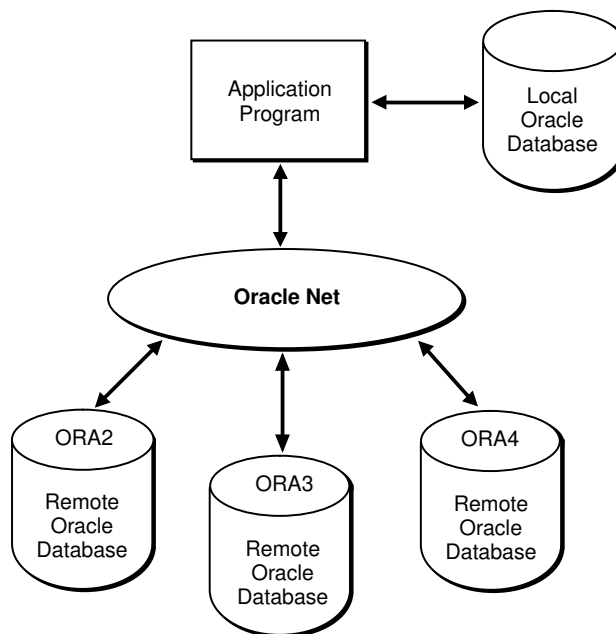 Application
Program
Local
Oracle
Database
Oracle Net
ORA2
Remote
Oracle
Database
ORA3
Remote
Oracle
Database
ORA4
Remote
Oracle
Database